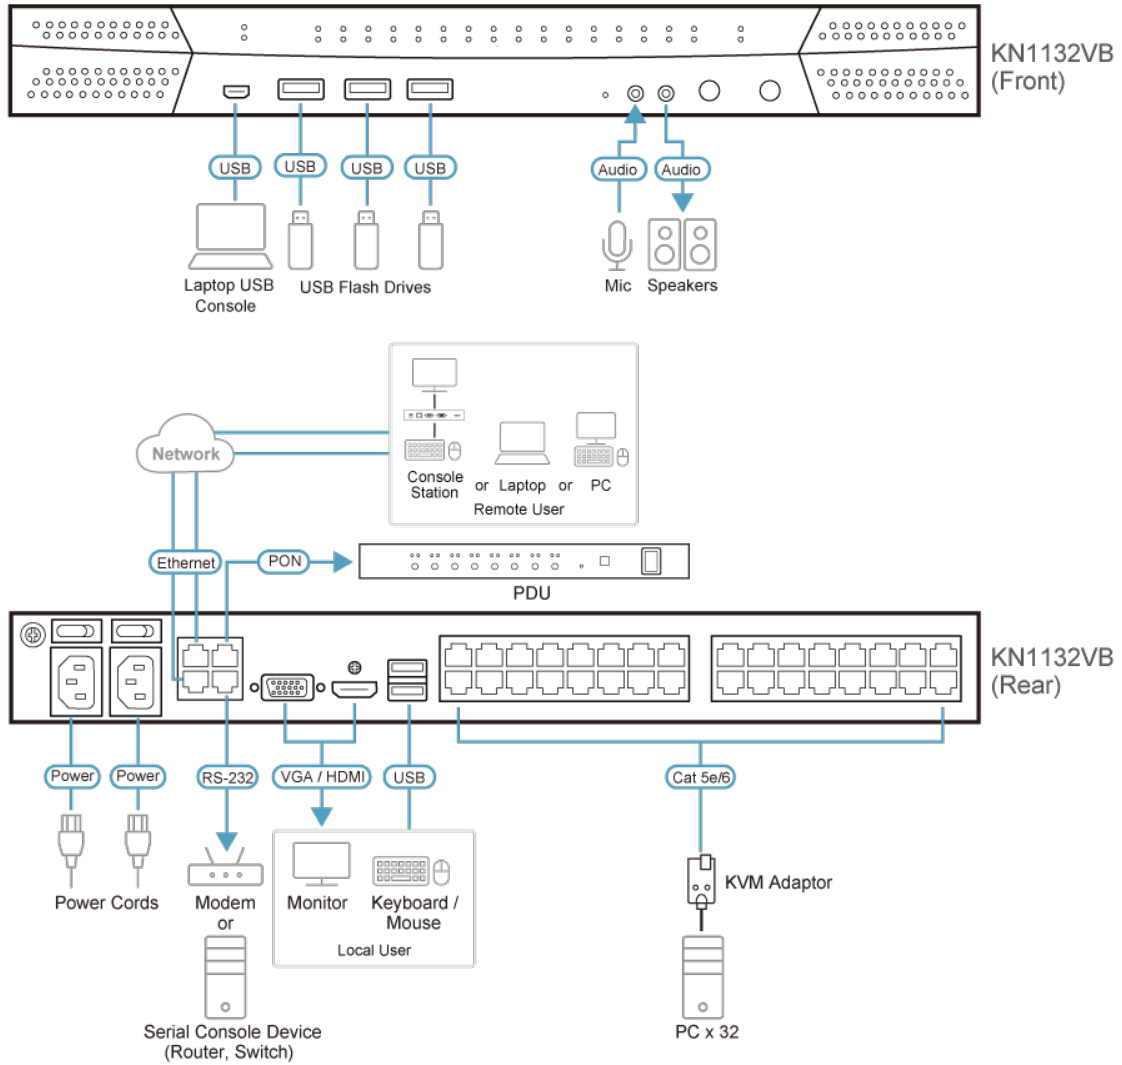 KN1132VB
(Front)
USB
USB
USB
USB
Audio
Audio
Laptop USB
Console
USB Flash Drives
Mic
Speakers
Network
Console
Station
or
Laptop
or
PC
Remote User
Ethernet
PON
PDU
KN1132VB
(Rear)
Power
Power
RS-232
VGA / HDMI
USB
Cat 5e/6
KVM Adaptor
Power Cords
Modem
or
Monitor
Keyboard /
Mouse
Local User
Serial Console Device
(Router, Switch)
PC x 32